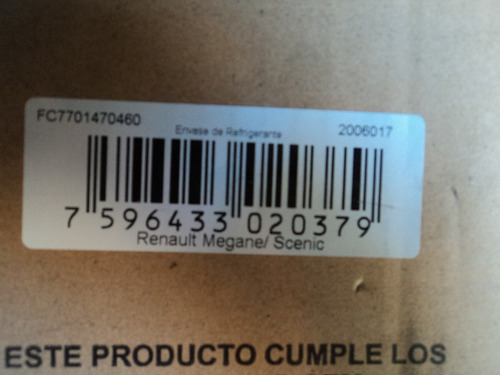 FC7701470460
Envase de Refrigerante 2006017
7 596433 020379
Renault Megane/ Scenic
ESTE PRODUCTO CUMPLE LOS